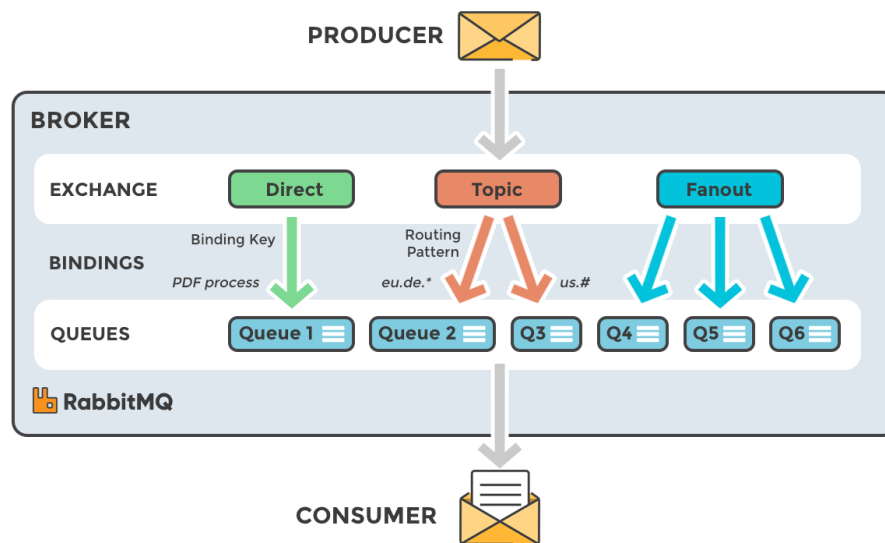 PRODUCER
BROKER
EXCHANGE
Direct
Topic
Fanout
Binding Key
Routing
Pattern
BINDINGS
PDF process
eu.de.*
us.#
QUEUES
Queue 1
Queue 2
Q3
Q4
Q5
Q6
RabbitMQ
CONSUMER